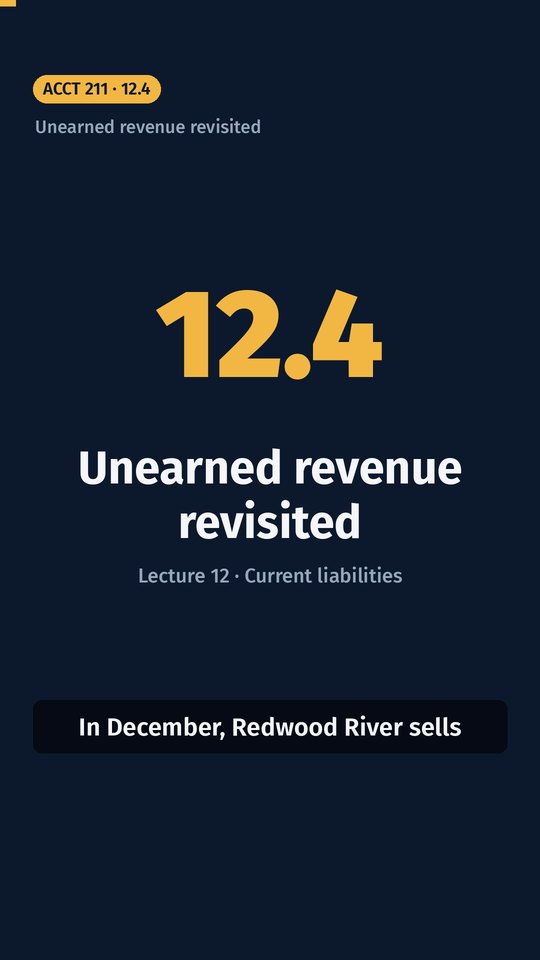 ACCT 211 · 12.4
Unearned revenue revisited
12.4
Unearned revenue
revisited
Lecture 12 · Current liabilities
In December, Redwood River sells